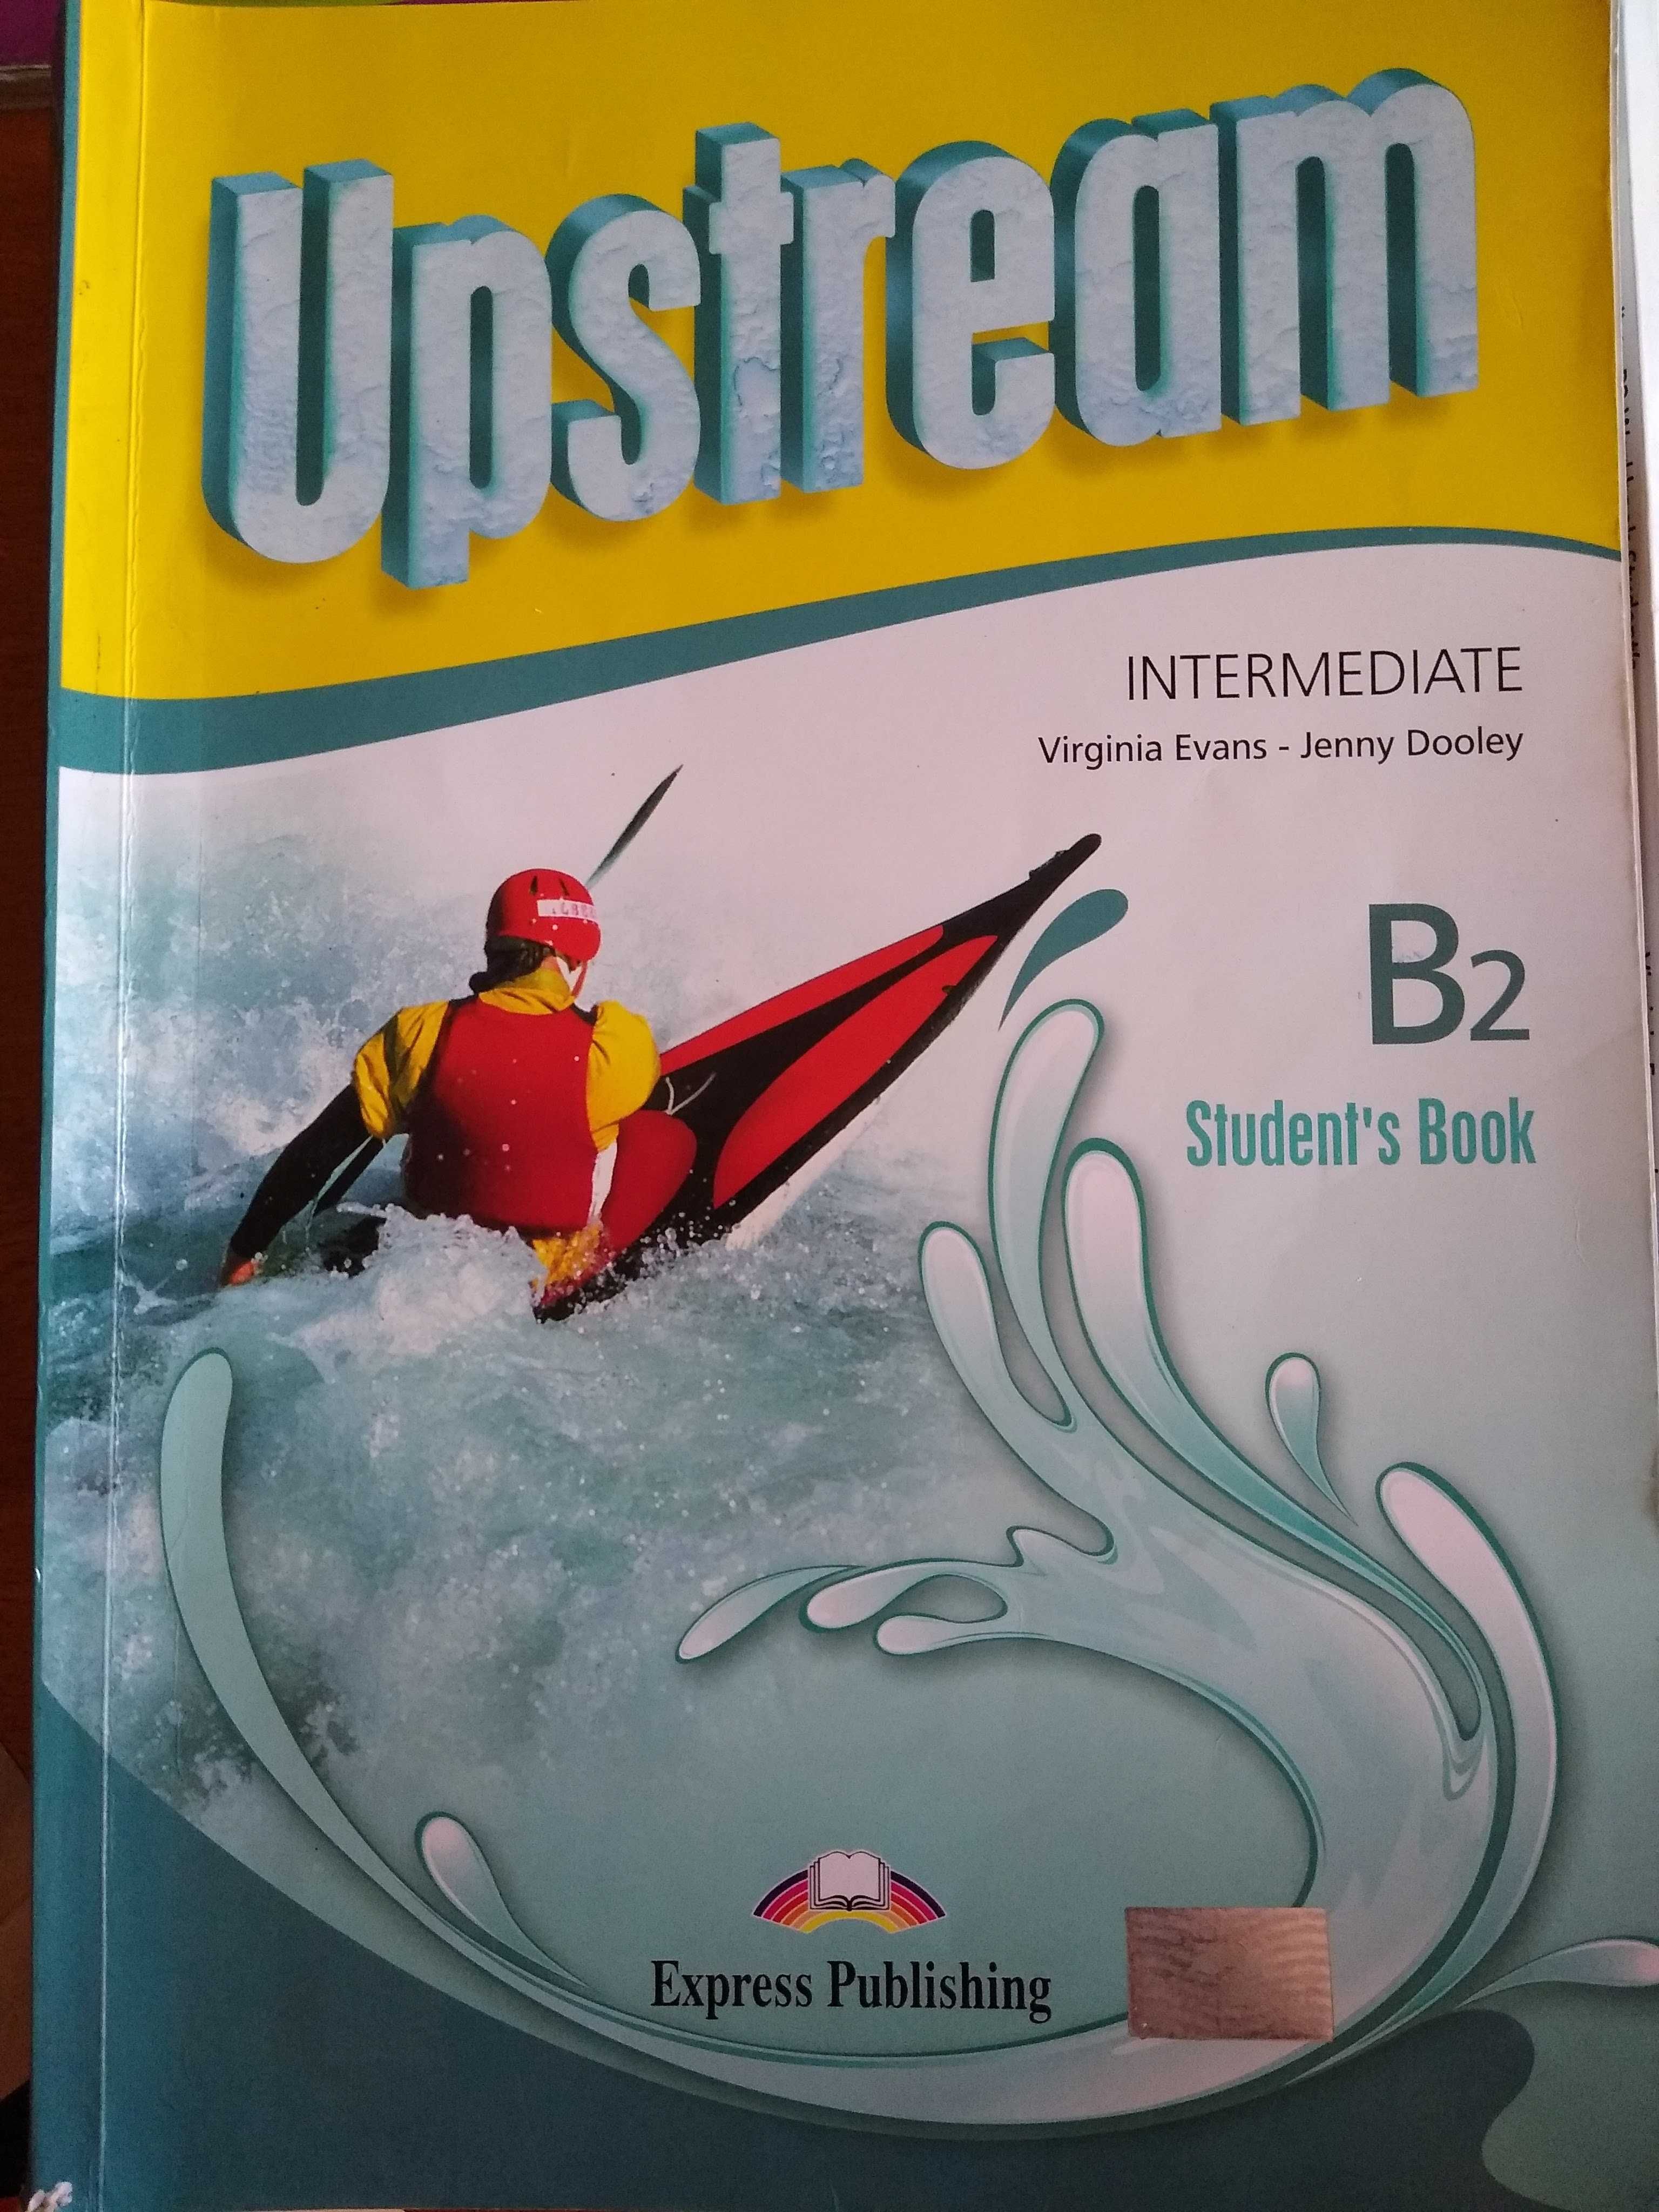 Upstream
INTERMEDIATE
Virginia Evans - Jenny Dooley
B2
Student's Book
Express Publishing